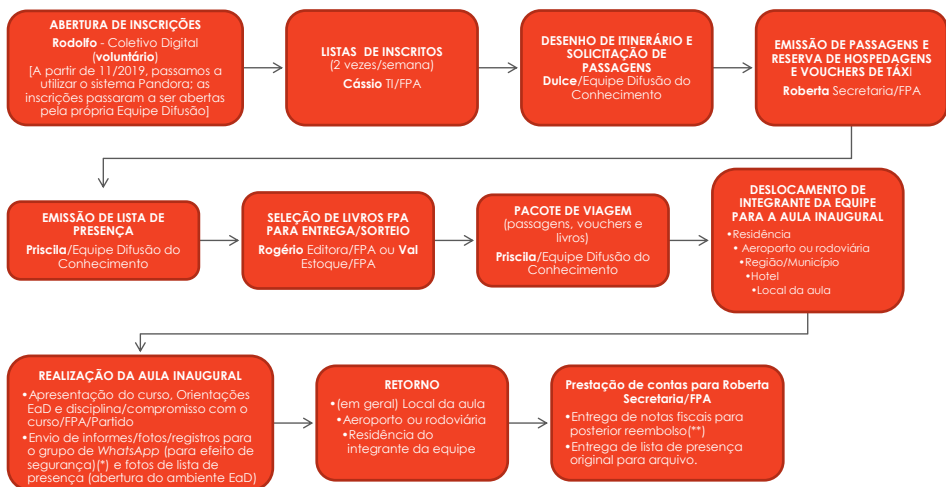 ABERTURA DE INSCRIÇÕES
Rodolfo - Coletivo Digital
(voluntário)
[A partir de 11/2019, passamos a
utilizar o sistema Pandora; as
inscrições passaram a ser abertas
pela própria Equipe Difusão]
LISTAS DE INSCRITOS
(2 vezes/semana)
Cássio TI/FPA
DESENHO DE ITINERÁRIO E
SOLICITAÇÃO DE
PASSAGENS
Dulce/Equipe Difusão do
Conhecimento
EMISSÃO DE PASSAGENS E
RESERVA DE HOSPEDAGENS
E VOUCHERS DE TÁXI
Roberta Secretaria/FPA
EMISSÃO DE LISTA DE
PRESENÇA
Priscila/Equipe Difusão do
Conhecimento
SELEÇÃO DE LIVROS FPA
PARA ENTREGA/SORTEIO
Rogério Editora/FPA ou Val
Estoque/FPA
PACOTE DE VIAGEM
(passagens, vouchers e
livros)
Priscila/Equipe Difusão do
Conhecimento
DESLOCAMENTO DE
INTEGRANTE DA EQUIPE
PARA A AULA INAUGURAL
•Residência
•Aeroporto ou rodoviária
•Região/Município
•Hotel
•Local da aula
REALIZAÇÃO DA AULA INAUGURAL
•Apresentação do curso, Orientações
EaD e disciplina/compromisso com o
curso/FPA/Partido
•Envio de informes/fotos/registros para
o grupo de WhatsApp (para efeito de
segurança)(*) e fotos de lista de
presença (abertura do ambiente EaD)
RETORNO
•(em geral) Local da aula
•Aeroporto ou rodoviária
•Residência do
integrante da equipe
Prestação de contas para Roberta
Secretaria/FPA
•Entrega de notas fiscais para
posterior reembolso(**)
•Entrega de lista de presença
original para arquivo.